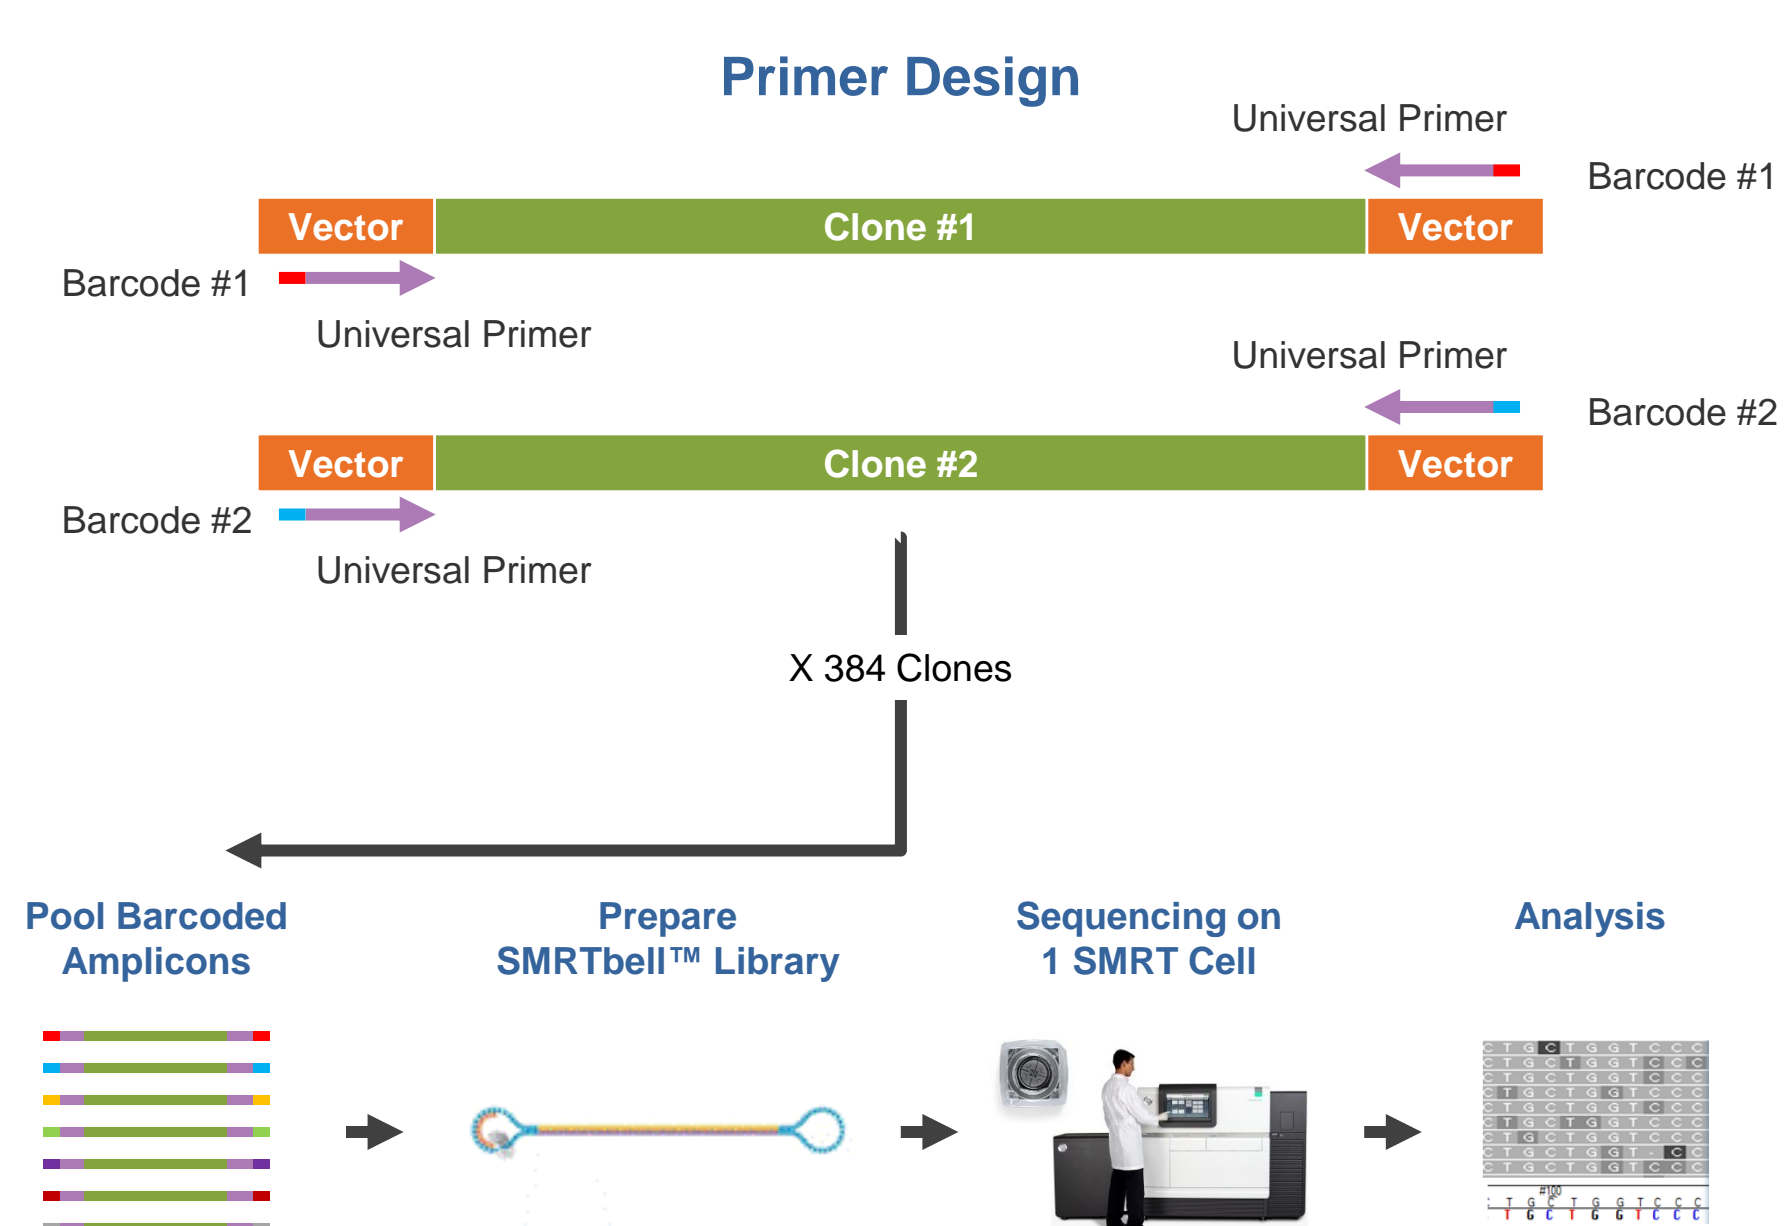 Primer Design
Universal Primer
Barcode #1
Vector
Clone #1
Vector
Barcode #1
Universal Primer
Universal Primer
Barcode #2
Vector
Clone #2
Vector
Barcode #2
Universal Primer
X 384 Clones
Pool Barcoded
Amplicons
Prepare
SMRTbell™ Library
Sequencing on
1 SMRT Cell
Analysis
C T G C T G G T C C C
C T G C T G G T C C C
C T G C T G G T C C C
C T G C T G G T C C C
C T G C T G G T C C C
C T G C T G G T C C C
C T G C T G G T C C C
C T G C T G G T - C C
C T G C T G G T C C C
#100
T G C T G G T C C C
T G C T G G T C C C